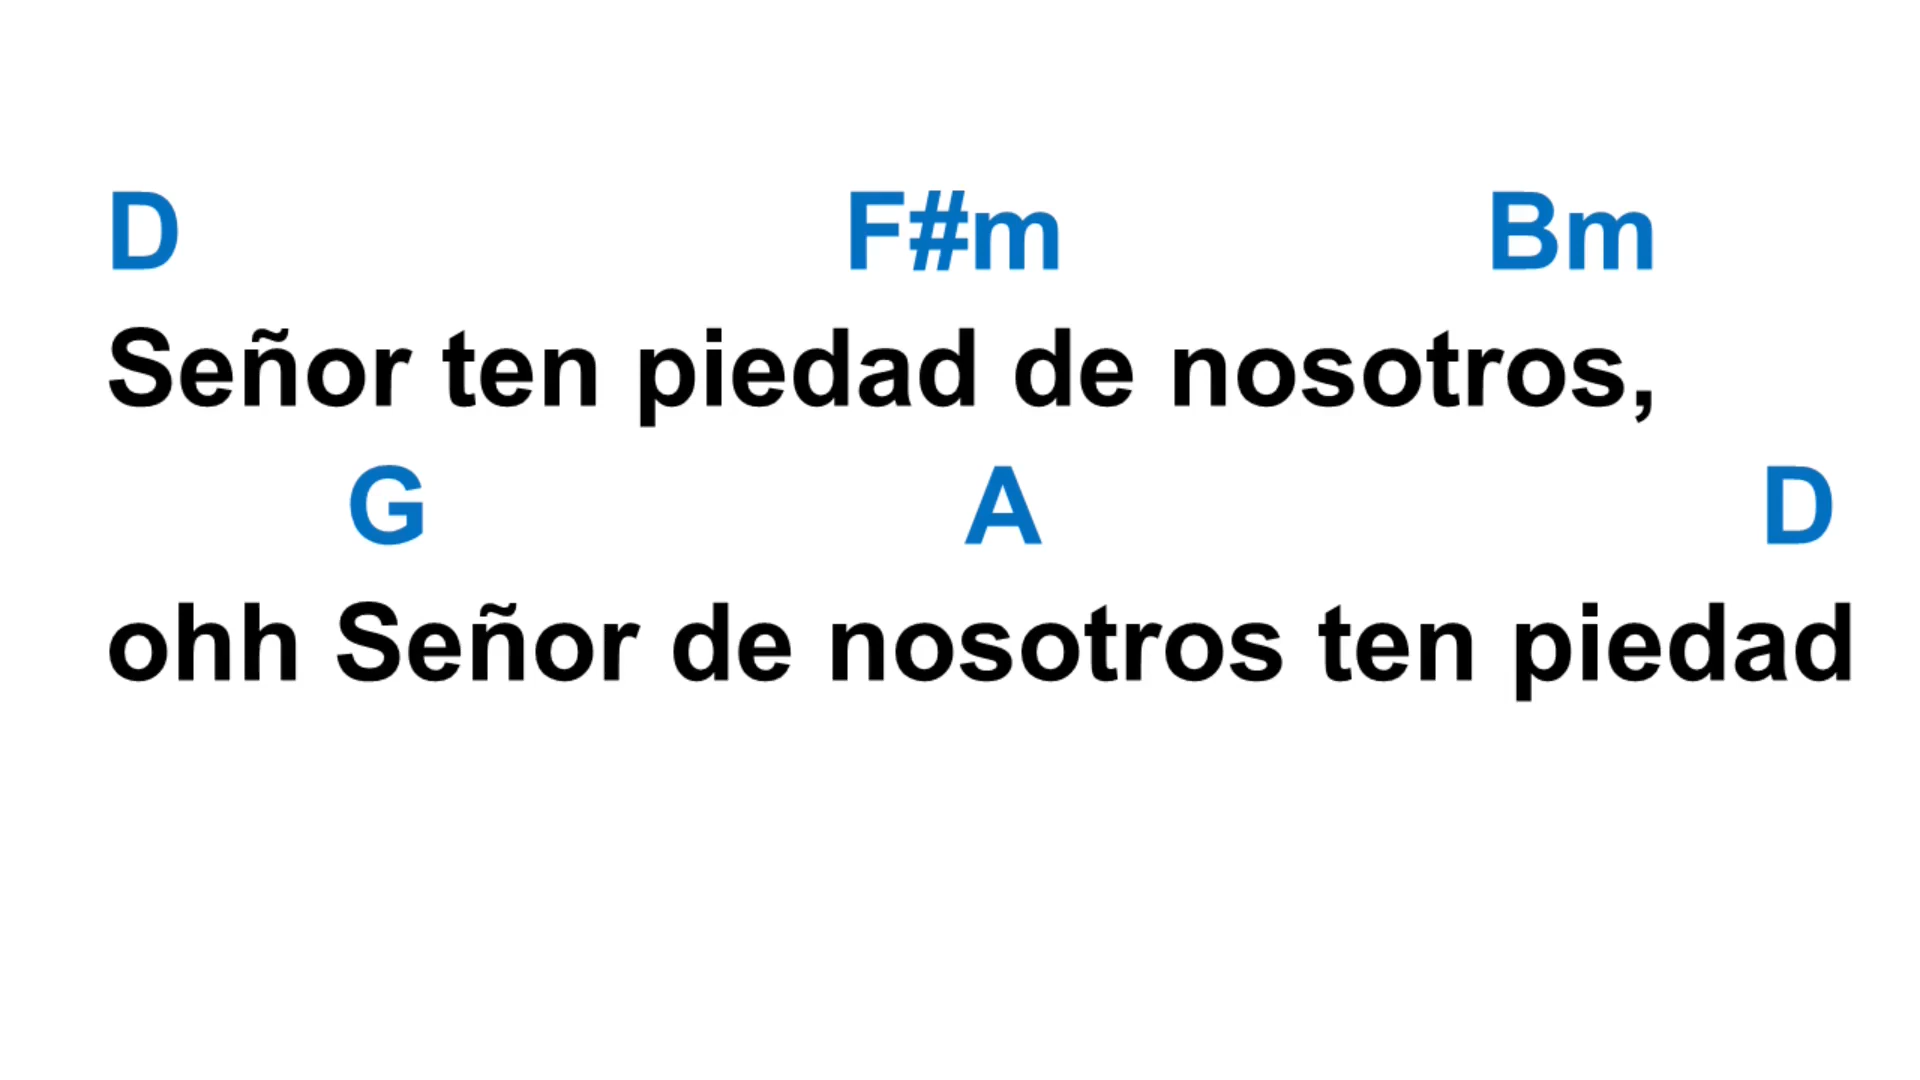 D F#m Bm
Señor ten piedad de nosotros,
G A D
ohh Señor de nosotros ten piedad